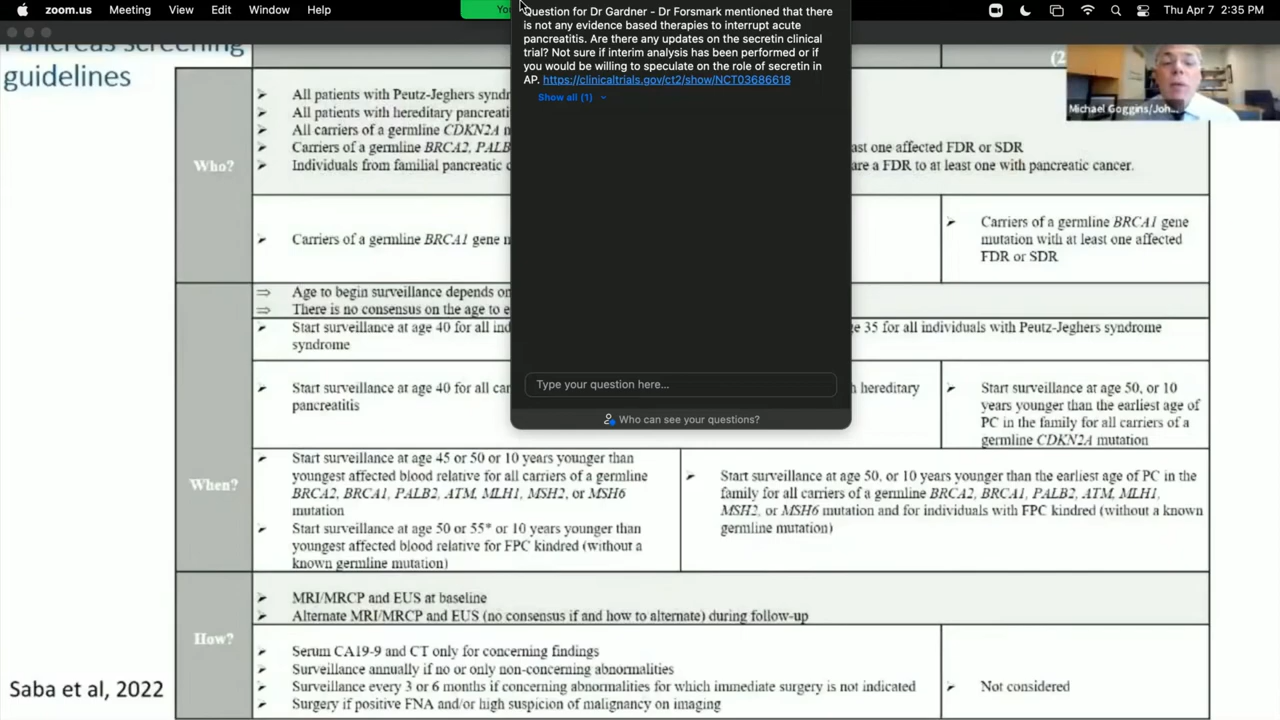 zoom.us Meeting View Edit Window Help
Thu Apr 7 2:35 PM
Question for Dr Gardner - Dr Forsmark mentioned that there
is not any evidence based therapies to interrupt acute
pancreatitis. Are there any updates on the secretin clinical
trial? Not sure if interim analysis has been performed or if
you would be willing to speculate on the role of secretin in
AP. https://clinicaltrials.gov/ct2/show/NCT03686618
Show all (1)
Type your question here...
Who can see your questions?
Michael Goggins/Joh...
Pancreas screening
guidelines
Who?
All patients with Peutz-Jeghers
All patients with hereditary
All carriers of a germline CDKN2A
Carriers of a germline BRCA2,
one affected FDR or SDR
Individuals from familial pancreatic
are a FDR to at least one with pancreatic cancer.
Carriers of a germline BRCA1 gene
Carriers of a germline BRCA1 gene
mutation with at least one affected
FDR or SDR
When?
Age to begin surveillance depends
There is no consensus on the age to
Start surveillance at age 40 for all
syndrome
35 for all individuals with Peutz-Jeghers syndrome
Start surveillance at age 40 for all
pancreatitis
hereditary
Start surveillance at age 50, or 10
years younger than the earliest age of
PC in the family for all carriers of a
germline CDKN2A mutation
Start surveillance at age 45 or 50 or 10 years younger than
youngest affected blood relative for all carriers of a germline
BRCA2, BRCA1, PALB2, ATM, MLH1, MSH2, or MSH6
mutation
Start surveillance at age 50 or 55* or 10 years younger than
youngest affected blood relative for FPC kindred (without a
known germline mutation)
Start surveillance at age 50, or 10 years younger than the earliest age of PC in the
family for all carriers of a germline BRCA2, BRCA1, PALB2, ATM, MLH1,
MSH2, or MSH6 mutation and for individuals with FPC kindred (without a known
germline mutation)
How?
MRI/MRCP and EUS at baseline
Alternate MRI/MRCP and EUS (no consensus if and how to alternate) during follow-up
Serum CA19-9 and CT only for concerning findings
Surveillance annually if no or only non-concerning abnormalities
Surveillance every 3 or 6 months if concerning abnormalities for which immediate surgery is not indicated
Surgery if positive FNA and/or high suspicion of malignancy on imaging
Not considered
Saba et al, 2022